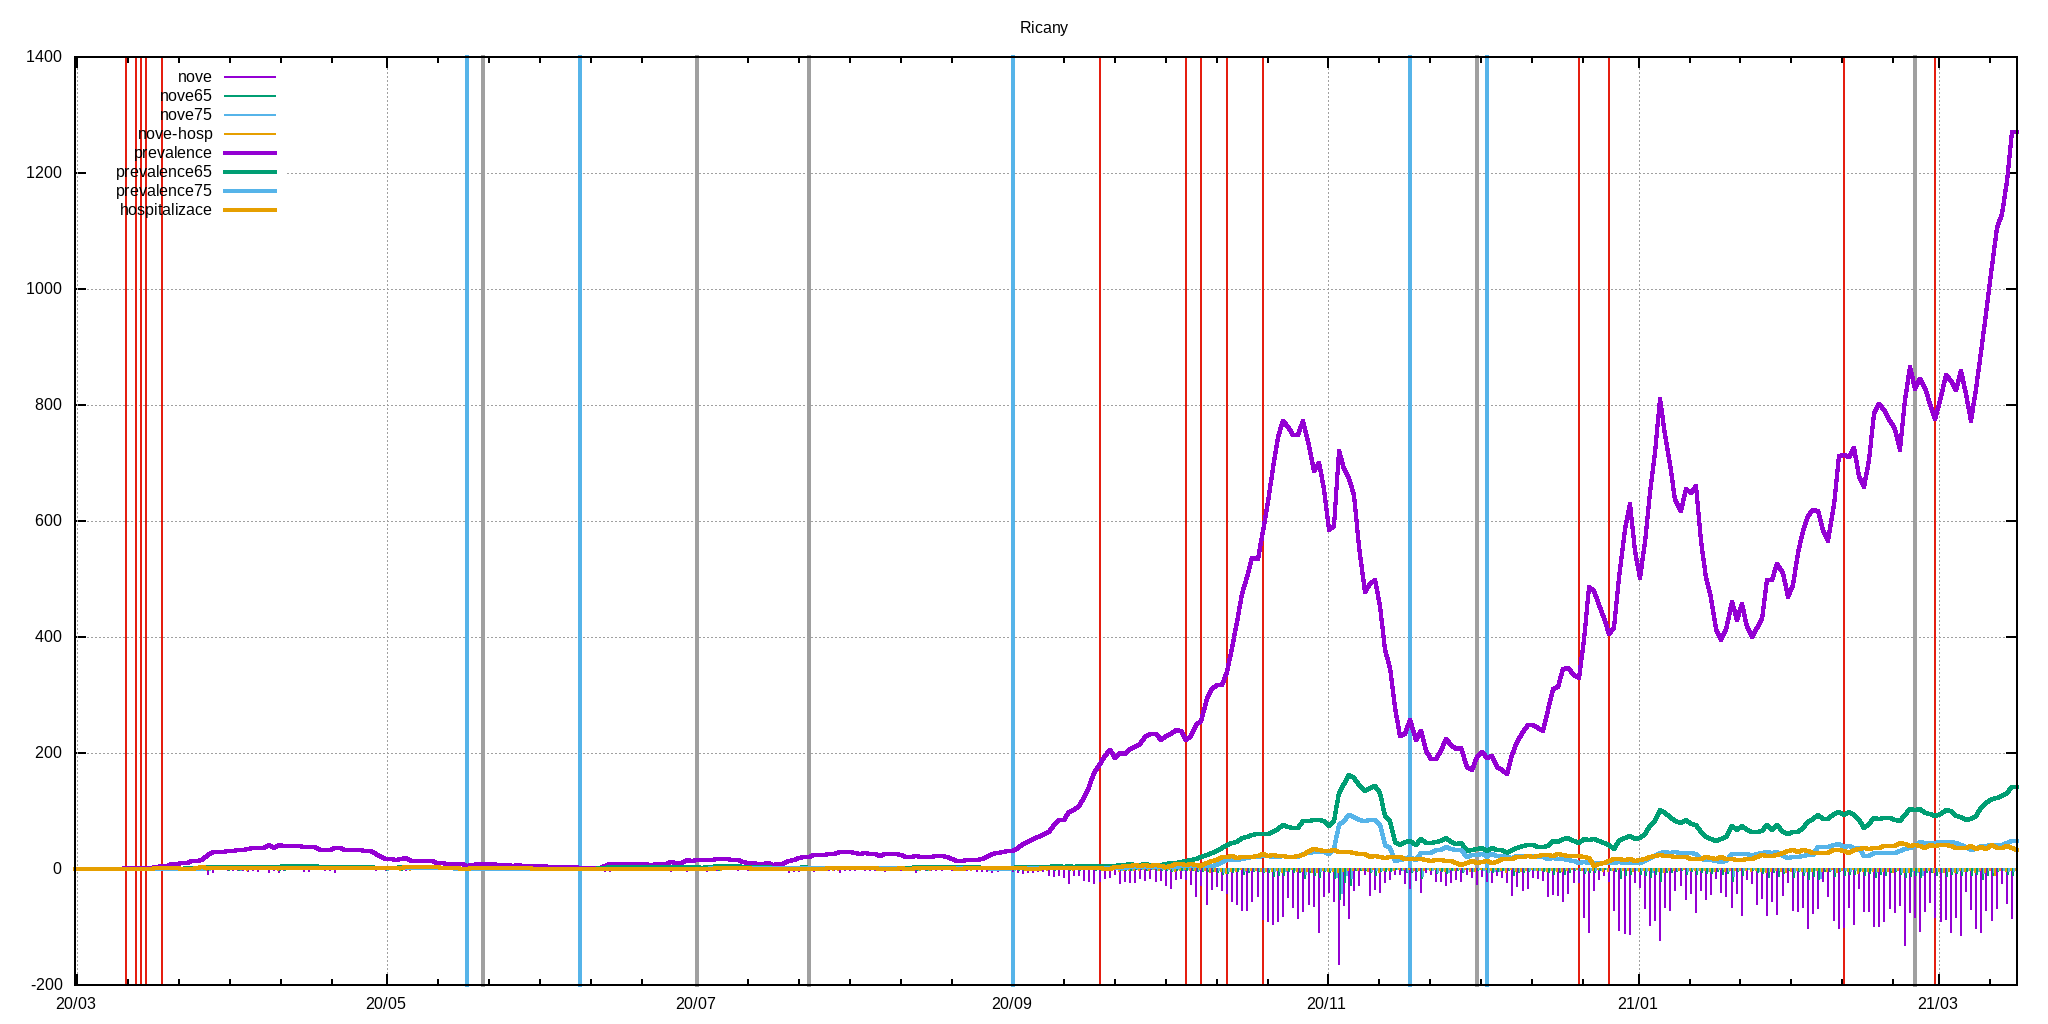 Ricany
1400
nove
nove65
nove75
nove-hosp
prevalence
1200
prevalence65
prevalence75
hospitalizace
1000
800
600
400
200
0
-200
20/03 20/05 20/07 20/09 20/11 21/01 21/03